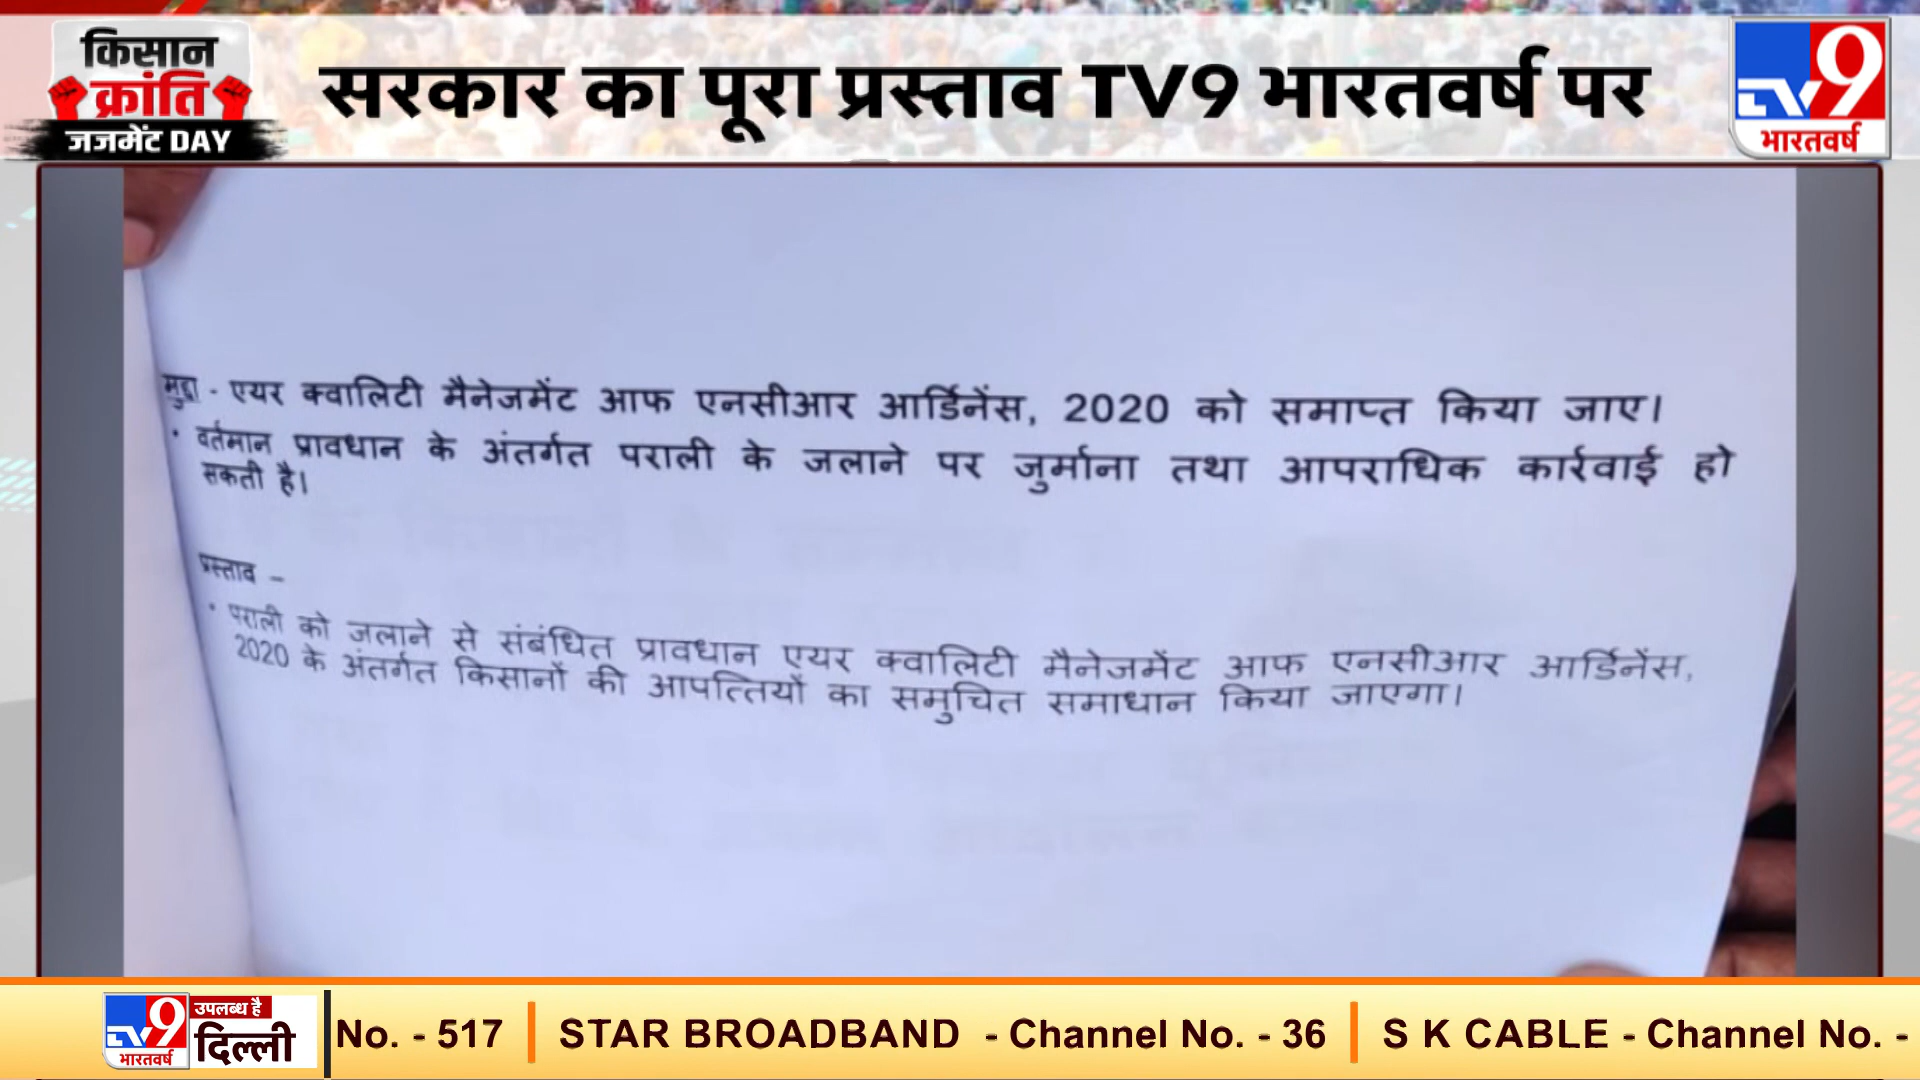 किसान
क्रांति
जजमेंट DAY
सरकार का पूरा प्रस्ताव TV9 भारतवर्ष पर
TV9
भारतवर्ष
मुद्दा - एयर क्वालिटी मैनेजमेंट आफ एनसीआर आर्डिनेंस, 2020 को समाप्त किया जाए।
• वर्तमान प्रावधान के अंतर्गत पराली के जलाने पर जुर्माना तथा आपराधिक कार्रवाई हो
सकती है।
प्रस्ताव –
• पराली को जलाने से संबंधित प्रावधान एयर क्वालिटी मैनेजमेंट आफ एनसीआर आर्डिनेंस,
2020 के अंतर्गत किसानों की आपत्तियों का समुचित समाधान किया जाएगा।
TV9
भारतवर्ष
उपलब्ध है
दिल्ली
No. - 517 | STAR BROADBAND - Channel No. - 36 | S K CABLE - Channel No. -